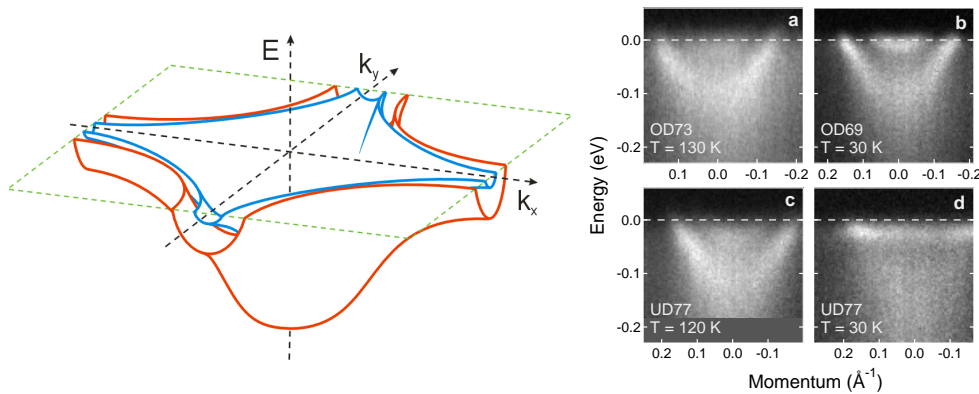 E
k_y
k_x
Energy (eV)
a
0.0
-0.1
-0.2
OD73
T = 130 K
0.1 0.0 -0.1 -0.2
b
OD69
T = 30 K
0.1 0.0 -0.1 -0.2
c
0.0
-0.1
-0.2
UD77
T = 120 K
0.2 0.1 0.0 -0.1
d
UD77
T = 30 K
0.2 0.1 0.0 -0.1
Momentum (Å⁻¹)